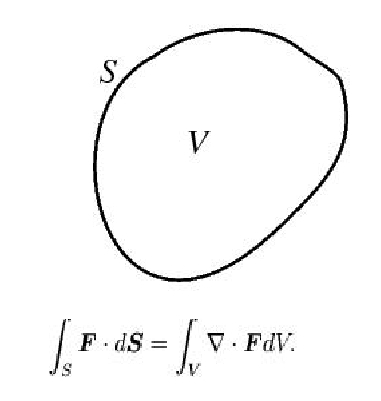 S
V
∫_S F · dS = ∫_V ∇ · F dV.